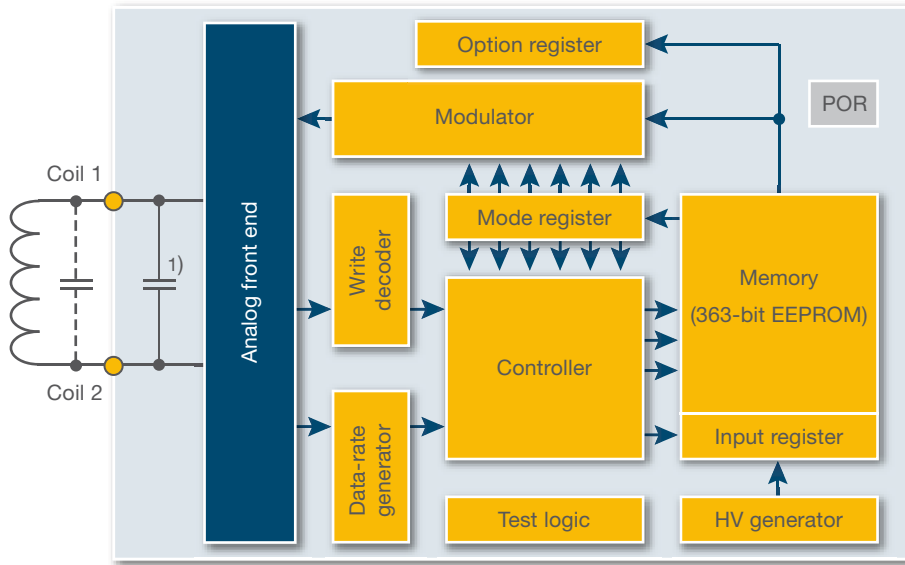 Option register
Modulator
POR
Coil 1
Mode register
1)
Analog front end
Write
decoder
Memory
(363-bit EEPROM)
Controller
Coil 2
Data-rate
generator
Input register
Test logic
HV generator